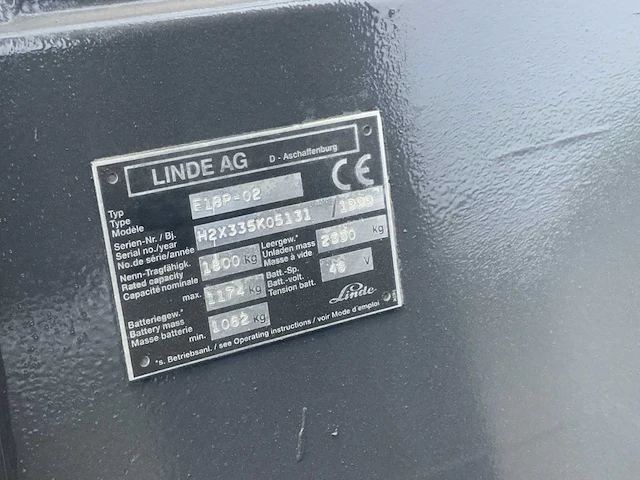 LINDE AG D - Aschaffenburg
CE
Typ
Type
Modèle
E18P-02
Serien-Nr. / Bj.
Serial no./year
No.de série/année
H2X335K05131 / 1999
Nenn-Tragfähigk.
Rated capacity
Capacité nominale
1800 kg
Leergew.*
Unladen mass
Masse à vide
2890 kg
Batteriegew.*
Battery mass
Masse batterie
max. 1174 kg
min. 1062 kg
Batt.-Sp.
Batt.-volt.
Tension batt.
48 V
Linde
*s. Betriebsanl. / see Operating instructions / voir Mode d'emploi